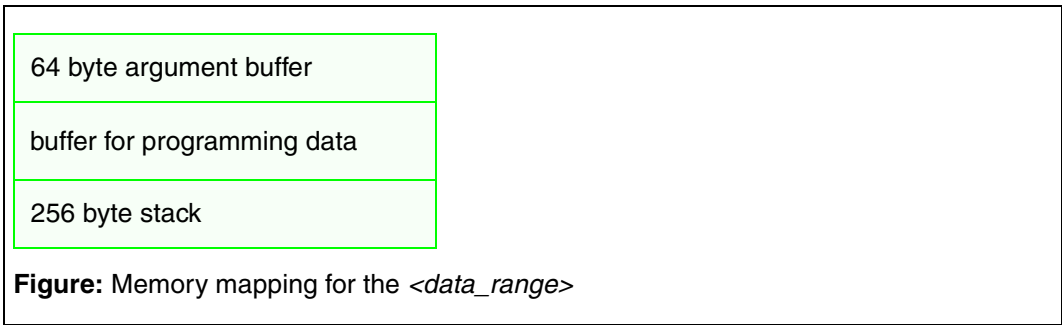 64 byte argument buffer
buffer for programming data
256 byte stack
Figure: Memory mapping for the <data_range>